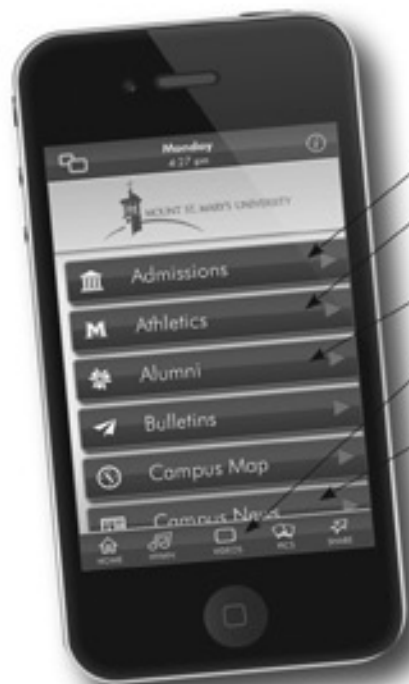 Monday
4:27 pm
MOUNT ST. MARY'S UNIVERSITY
Admissions
M Athletics
Alumni
Bulletins
Campus Map
Campus News
HOME VIDEOS PICS SHARE